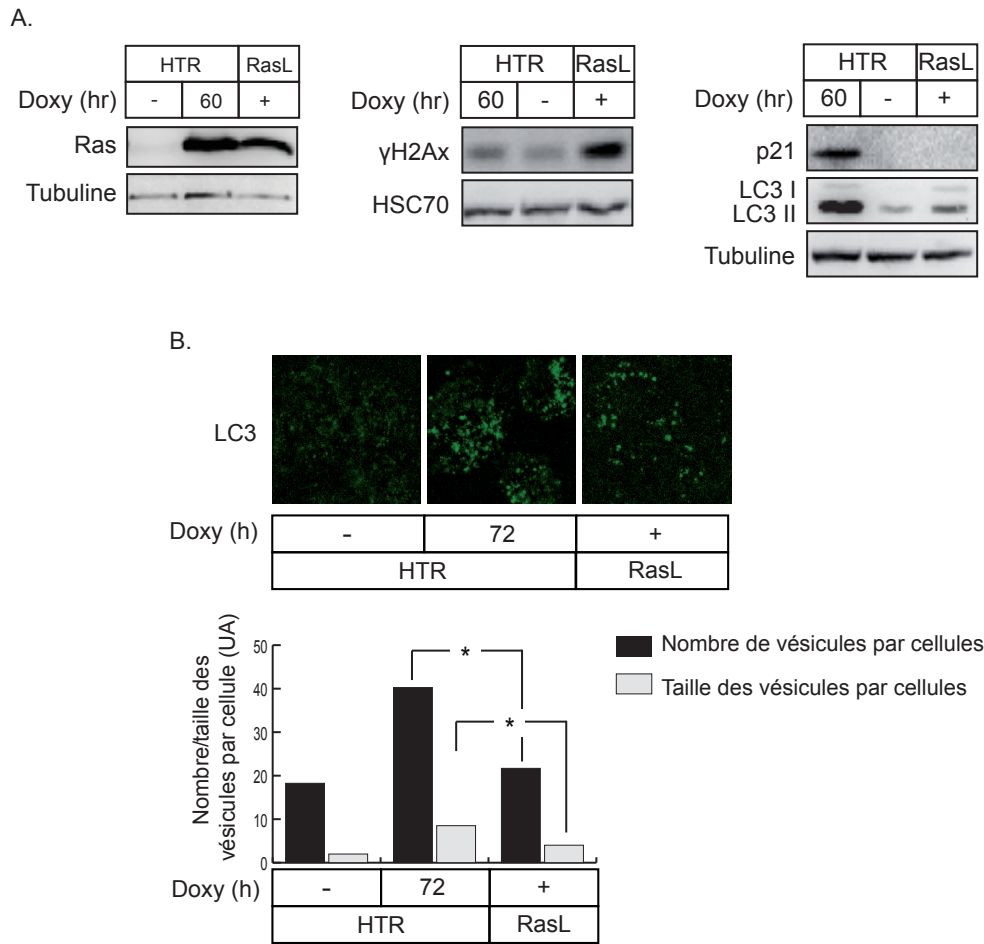 A.
HTR RasL
Doxy (hr) - 60 +
Ras
Tubuline
HTR RasL
Doxy (hr) 60 - +
γH2Ax
HSC70
HTR RasL
Doxy (hr) 60 - +
p21
LC3 I
LC3 II
Tubuline
B.
LC3
Doxy (h) - 72 +
HTR RasL
Nombre/taille des
vésicules par cellule (UA)
50
40
30
20
10
0
* 
*
Nombre de vésicules par cellules
Taille des vésicules par cellules
Doxy (h) - 72 +
HTR RasL